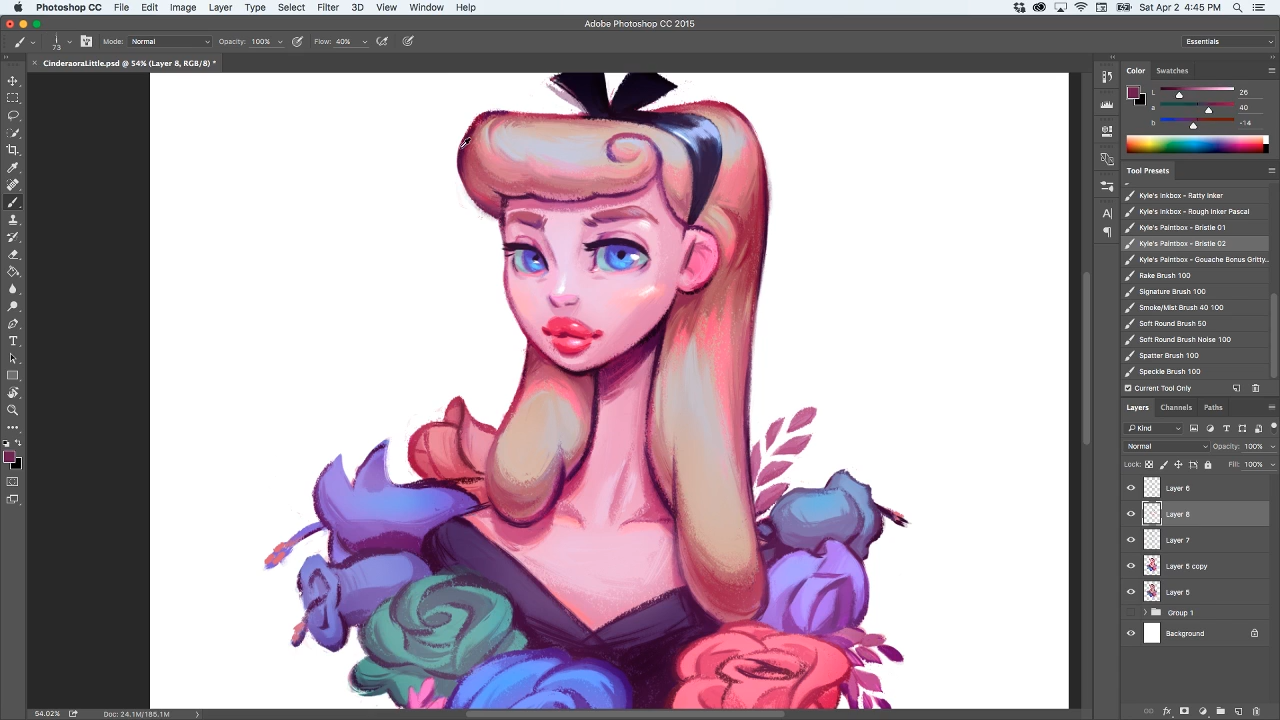 Photoshop CC File Edit Image Layer Type Select Filter 3D View Window Help Sat Apr 2 4:45 PM
Adobe Photoshop CC 2015
73 Mode: Normal Opacity: 100% Flow: 40% Essentials
× CinderaoraLittle.psd @ 54% (Layer 8, RGB/8) *
Color Swatches
L 26
a 40
b -14
Tool Presets
Kyle's Inkbox - Ratty Inker
Kyle's Inkbox - Rough Inker Pascal
Kyle's Paintbox - Bristle 01
Kyle's Paintbox - Bristle 02
Kyle's Paintbox - Gouache Bonus Gritty...
Rake Brush 100
Signature Brush 100
Smoke/Mist Brush 40 100
Soft Round Brush 50
Soft Round Brush Noise 100
Spatter Brush 100
Speckle Brush 100
Current Tool Only
Layers Channels Paths
Kind
Normal Opacity: 100%
Lock: Fill: 100%
Layer 6
Layer 8
Layer 7
Layer 5 copy
Layer 5
Group 1
Background
54.02% Doc: 24.1M/185.1M